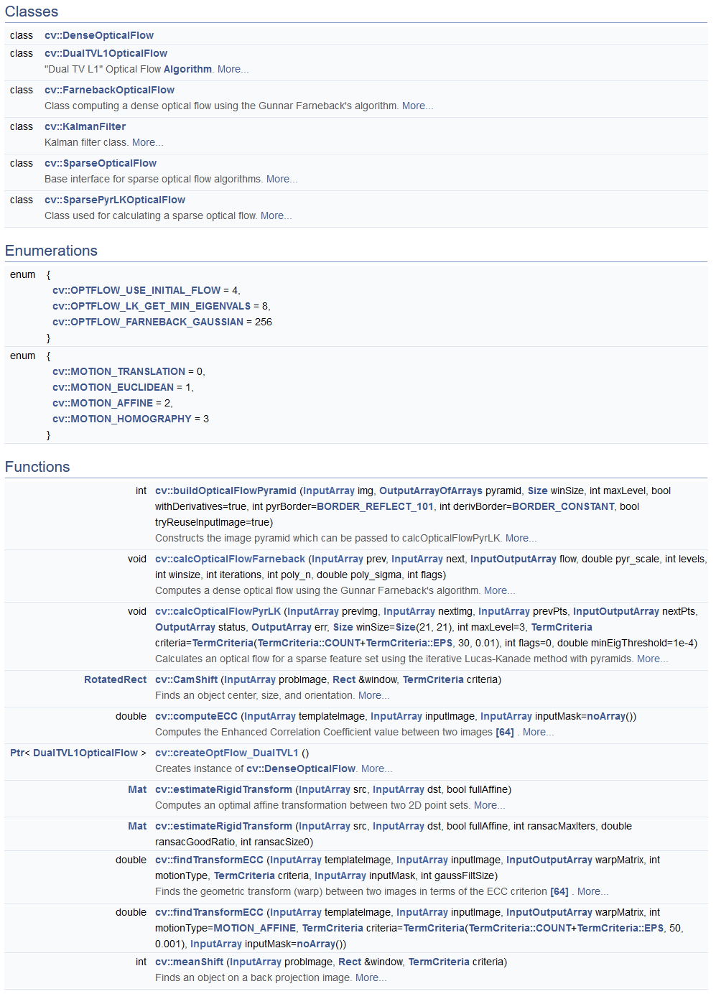 Classes
class cv::DenseOpticalFlow
class cv::DualTVL1OpticalFlow
"Dual TV L1" Optical Flow Algorithm. More...
class cv::FarnebackOpticalFlow
Class computing a dense optical flow using the Gunnar Farneback's algorithm. More...
class cv::KalmanFilter
Kalman filter class. More...
class cv::SparseOpticalFlow
Base interface for sparse optical flow algorithms. More...
class cv::SparsePyrLKOpticalFlow
Class used for calculating a sparse optical flow. More...
Enumerations
enum {
cv::OPTFLOW_USE_INITIAL_FLOW = 4,
cv::OPTFLOW_LK_GET_MIN_EIGENVALS = 8,
cv::OPTFLOW_FARNEBACK_GAUSSIAN = 256
}
enum {
cv::MOTION_TRANSLATION = 0,
cv::MOTION_EUCLIDEAN = 1,
cv::MOTION_AFFINE = 2,
cv::MOTION_HOMOGRAPHY = 3
}
Functions
int cv::buildOpticalFlowPyramid (InputArray img, OutputArrayOfArrays pyramid, Size winSize, int maxLevel, bool
withDerivatives=true, int pyrBorder=BORDER_REFLECT_101, int derivBorder=BORDER_CONSTANT, bool
tryReuseInputImage=true)
Constructs the image pyramid which can be passed to calcOpticalFlowPyrLK. More...
void cv::calcOpticalFlowFarneback (InputArray prev, InputArray next, InputOutputArray flow, double pyr_scale, int levels,
int winsize, int iterations, int poly_n, double poly_sigma, int flags)
Computes a dense optical flow using the Gunnar Farneback's algorithm. More...
void cv::calcOpticalFlowPyrLK (InputArray prevImg, InputArray nextImg, InputArray prevPts, InputOutputArray nextPts,
OutputArray status, OutputArray err, Size winSize=Size(21, 21), int maxLevel=3, TermCriteria
criteria=TermCriteria(TermCriteria::COUNT+TermCriteria::EPS, 30, 0.01), int flags=0, double minEigThreshold=1e-4)
Calculates an optical flow for a sparse feature set using the iterative Lucas-Kanade method with pyramids. More...
RotatedRect cv::CamShift (InputArray probImage, Rect &window, TermCriteria criteria)
Finds an object center, size, and orientation. More...
double cv::computeECC (InputArray templateImage, InputArray inputImage, InputArray inputMask=noArray())
Computes the Enhanced Correlation Coefficient value between two images [64] . More...
Ptr< DualTVL1OpticalFlow > cv::createOptFlow_DualTVL1 ()
Creates instance of cv::DenseOpticalFlow. More...
Mat cv::estimateRigidTransform (InputArray src, InputArray dst, bool fullAffine)
Computes an optimal affine transformation between two 2D point sets. More...
Mat cv::estimateRigidTransform (InputArray src, InputArray dst, bool fullAffine, int ransacMaxIters, double
ransacGoodRatio, int ransacSize0)
double cv::findTransformECC (InputArray templateImage, InputArray inputImage, InputOutputArray warpMatrix, int
motionType, TermCriteria criteria, InputArray inputMask, int gaussFiltSize)
Finds the geometric transform (warp) between two images in terms of the ECC criterion [64] . More...
double cv::findTransformECC (InputArray templateImage, InputArray inputImage, InputOutputArray warpMatrix, int
motionType=MOTION_AFFINE, TermCriteria criteria=TermCriteria(TermCriteria::COUNT+TermCriteria::EPS, 50,
0.001), InputArray inputMask=noArray())
int cv::meanShift (InputArray probImage, Rect &window, TermCriteria criteria)
Finds an object on a back projection image. More...